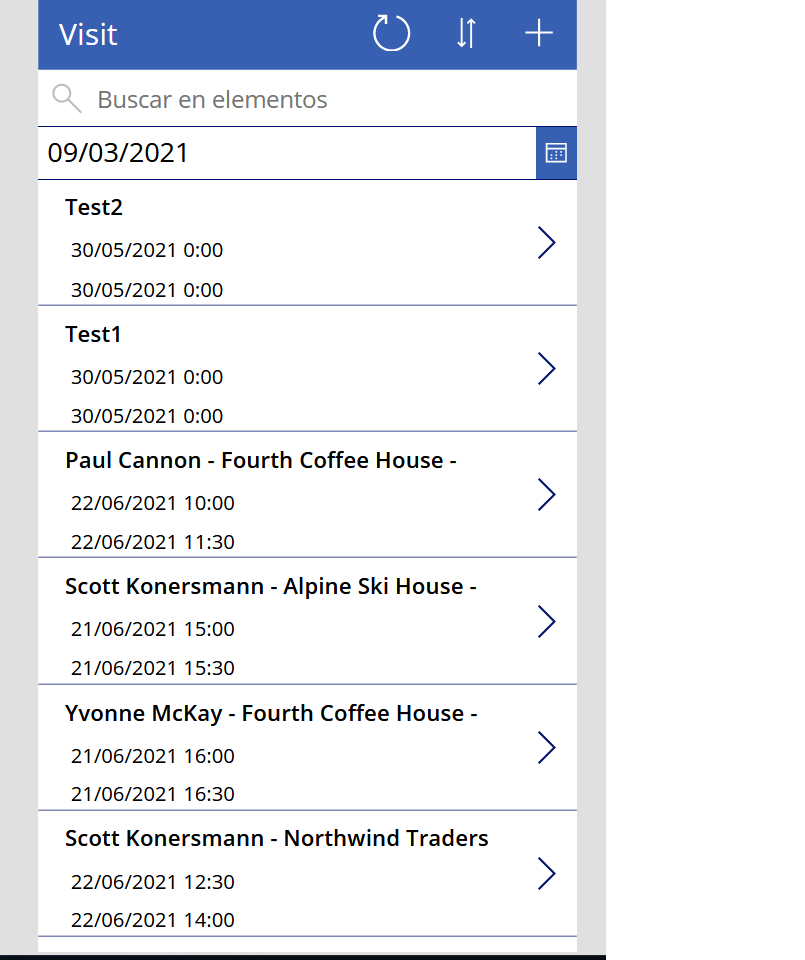 Visit
Buscar en elementos
09/03/2021
Test2
30/05/2021 0:00
30/05/2021 0:00
Test1
30/05/2021 0:00
30/05/2021 0:00
Paul Cannon - Fourth Coffee House -
22/06/2021 10:00
22/06/2021 11:30
Scott Konersmann - Alpine Ski House -
21/06/2021 15:00
21/06/2021 15:30
Yvonne McKay - Fourth Coffee House -
21/06/2021 16:00
21/06/2021 16:30
Scott Konersmann - Northwind Traders
22/06/2021 12:30
22/06/2021 14:00